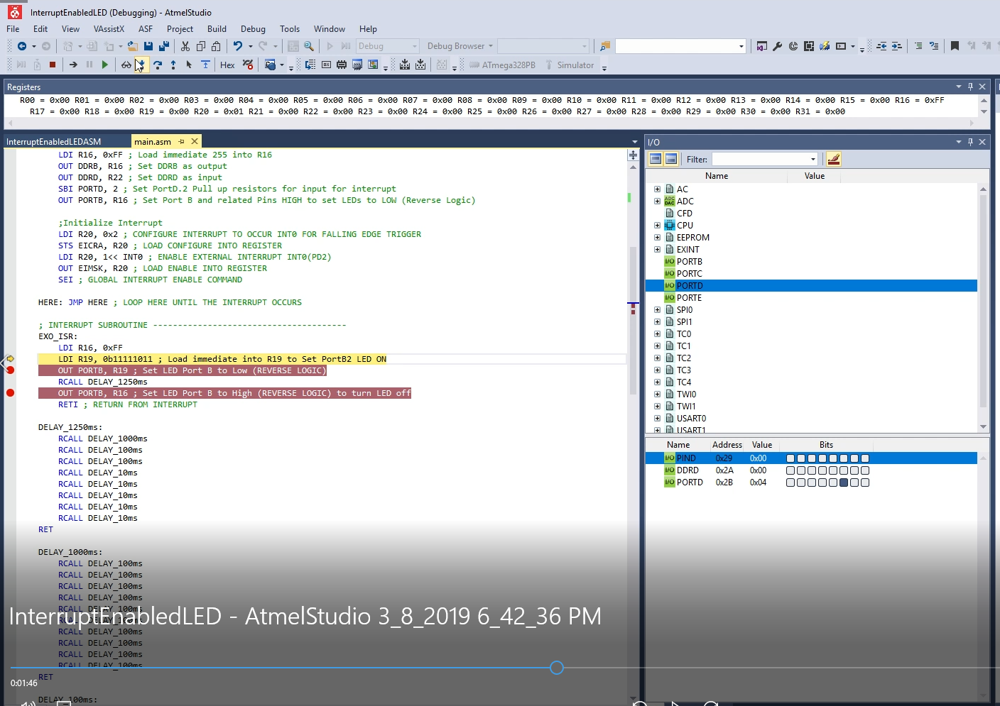 InterruptEnabledLED (Debugging) - AtmelStudio
File Edit View VAssistX ASF Project Build Debug Tools Window Help
Debug Debug Browser
Hex ATmega328PB Simulator
Registers
R00 = 0x00 R01 = 0x00 R02 = 0x00 R03 = 0x00 R04 = 0x00 R05 = 0x00 R06 = 0x00 R07 = 0x00 R08 = 0x00 R09 = 0x00 R10 = 0x00 R11 = 0x00 R12 = 0x00 R13 = 0x00 R14 = 0x00 R15 = 0x00 R16 = 0xFF
R17 = 0x00 R18 = 0x00 R19 = 0x00 R20 = 0x01 R21 = 0x00 R22 = 0x00 R23 = 0x00 R24 = 0x00 R25 = 0x00 R26 = 0x00 R27 = 0x00 R28 = 0x00 R29 = 0x00 R30 = 0x00 R31 = 0x00
InterruptEnabledLEDASM main.asm
LDI R16, 0xFF ; Load immediate 255 into R16
OUT DDRB, R16 ; Set DDRB as output
OUT DDRD, R22 ; Set DDRD as input
SBI PORTD, 2 ; Set PortD.2 Pull up resistors for input for interrupt
OUT PORTB, R16 ; Set Port B and related Pins HIGH to set LEDs to LOW (Reverse Logic)
;Initialize Interrupt
LDI R20, 0x2 ; CONFIGURE INTERRUPT TO OCCUR INT0 FOR FALLING EDGE TRIGGER
STS EICRA, R20 ; LOAD CONFIGURE INTO REGISTER
LDI R20, 1<< INT0 ; ENABLE EXTERNAL INTERRUPT INT0(PD2)
OUT EIMSK, R20 ; LOAD ENABLE INTO REGISTER
SEI ; GLOBAL INTERRUPT ENABLE COMMAND
HERE: JMP HERE ; LOOP HERE UNTIL THE INTERRUPT OCCURS
; INTERRUPT SUBROUTINE ---------------------------------------
EXO_ISR:
LDI R16, 0xFF
LDI R19, 0b11111011 ; Load immediate into R19 to Set PortB2 LED ON
OUT PORTB, R19 ; Set LED Port B to Low (REVERSE LOGIC)
RCALL DELAY_1250ms
OUT PORTB, R16 ; Set LED Port B to High (REVERSE LOGIC) to turn LED off
RETI ; RETURN FROM INTERRUPT
DELAY_1250ms:
RCALL DELAY_1000ms
RCALL DELAY_100ms
RCALL DELAY_100ms
RCALL DELAY_10ms
RCALL DELAY_10ms
RCALL DELAY_10ms
RCALL DELAY_10ms
RCALL DELAY_10ms
RET
DELAY_1000ms:
RCALL DELAY_100ms
RCALL DELAY_100ms
RCALL DELAY_100ms
RCALL DELAY_100ms
RCALL DELAY_100ms
InterruptEnabledLED - AtmelStudio 3_8_2019 6_42_36 PM
RCALL DELAY_100ms
RCALL DELAY_100ms
RCALL DELAY_100ms
RCALL DELAY_100ms
RET
0:01:46
DELAY_100ms:
I/O
Filter:
Name Value
AC
ADC
CFD
CPU
EEPROM
EXINT
PORTB
PORTC
PORTD
PORTE
SPI0
SPI1
TC0
TC1
TC2
TC3
TC4
TWI0
TWI1
USART0
USART1
Name Address Value Bits
PIND 0x29 0x00
DDRD 0x2A 0x00
PORTD 0x2B 0x04